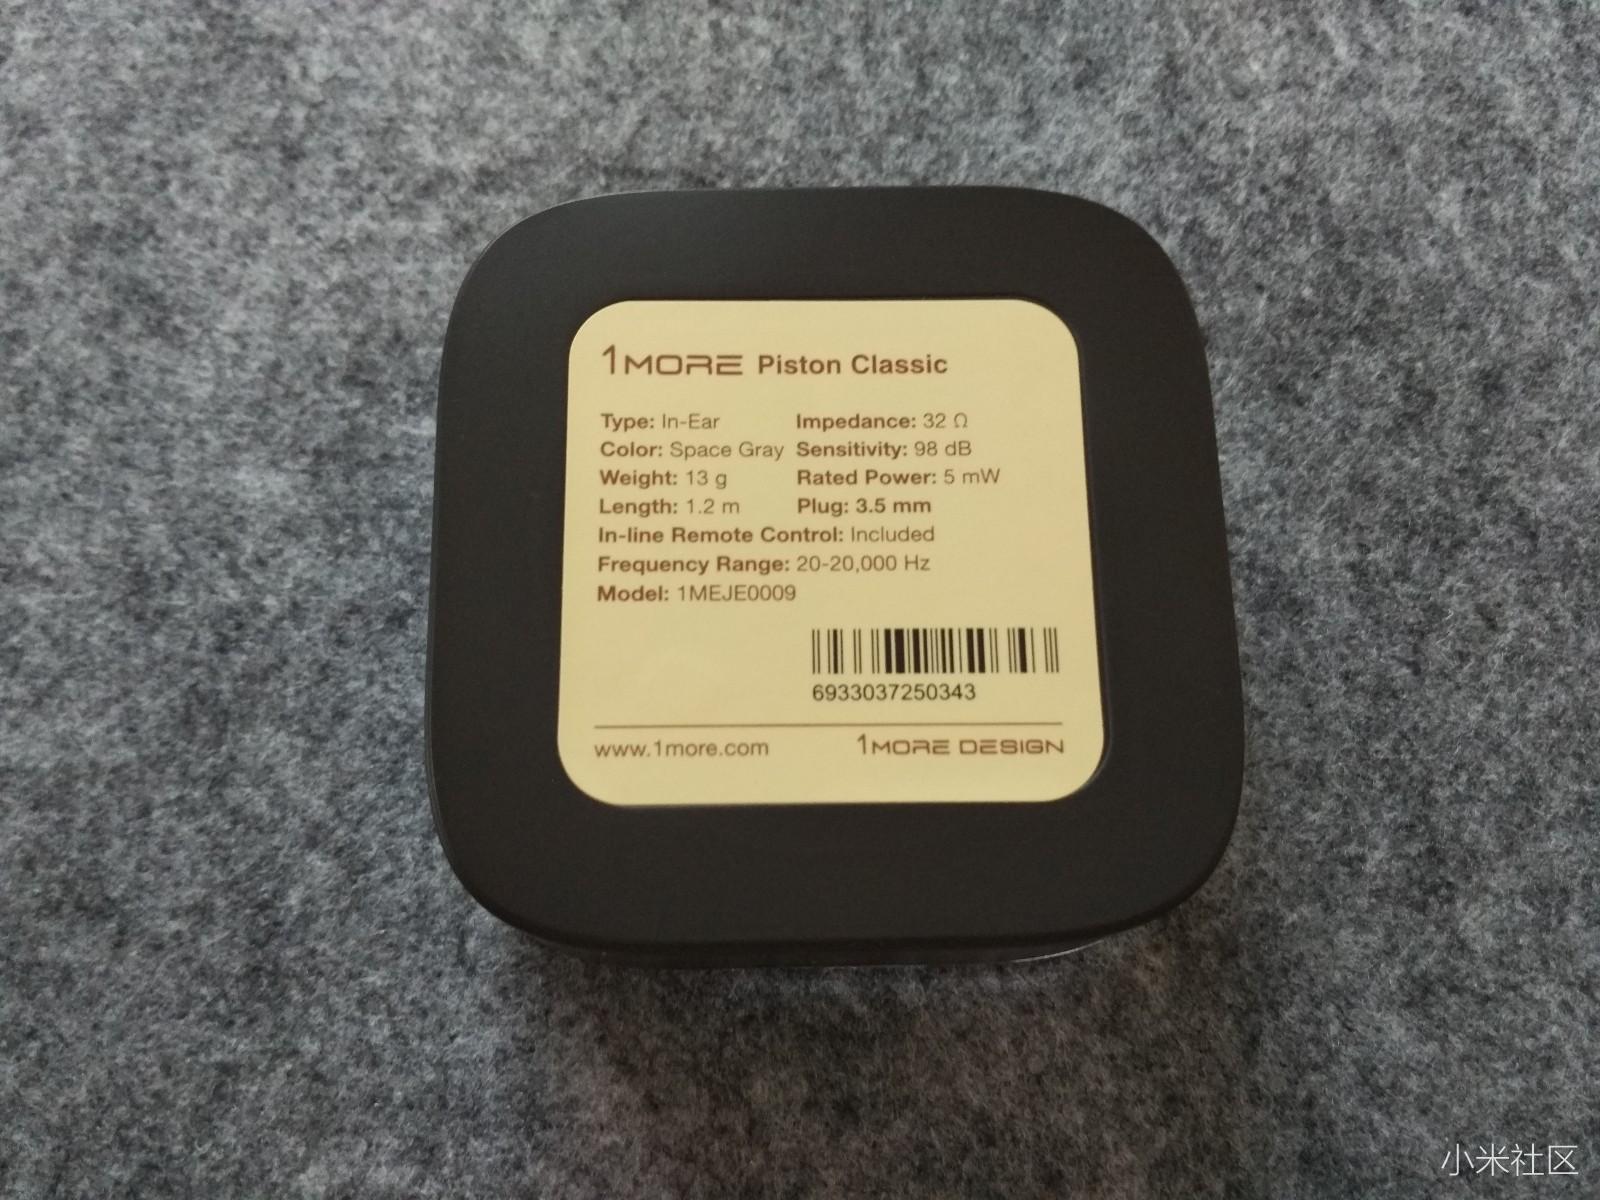 1MORE Piston Classic
Type: In-Ear Impedance: 32 Ω
Color: Space Gray Sensitivity: 98 dB
Weight: 13 g Rated Power: 5 mW
Length: 1.2 m Plug: 3.5 mm
In-line Remote Control: Included
Frequency Range: 20-20,000 Hz
Model: 1MEJE0009
6933037250343
www.1more.com 1MORE DESIGN
小米社区